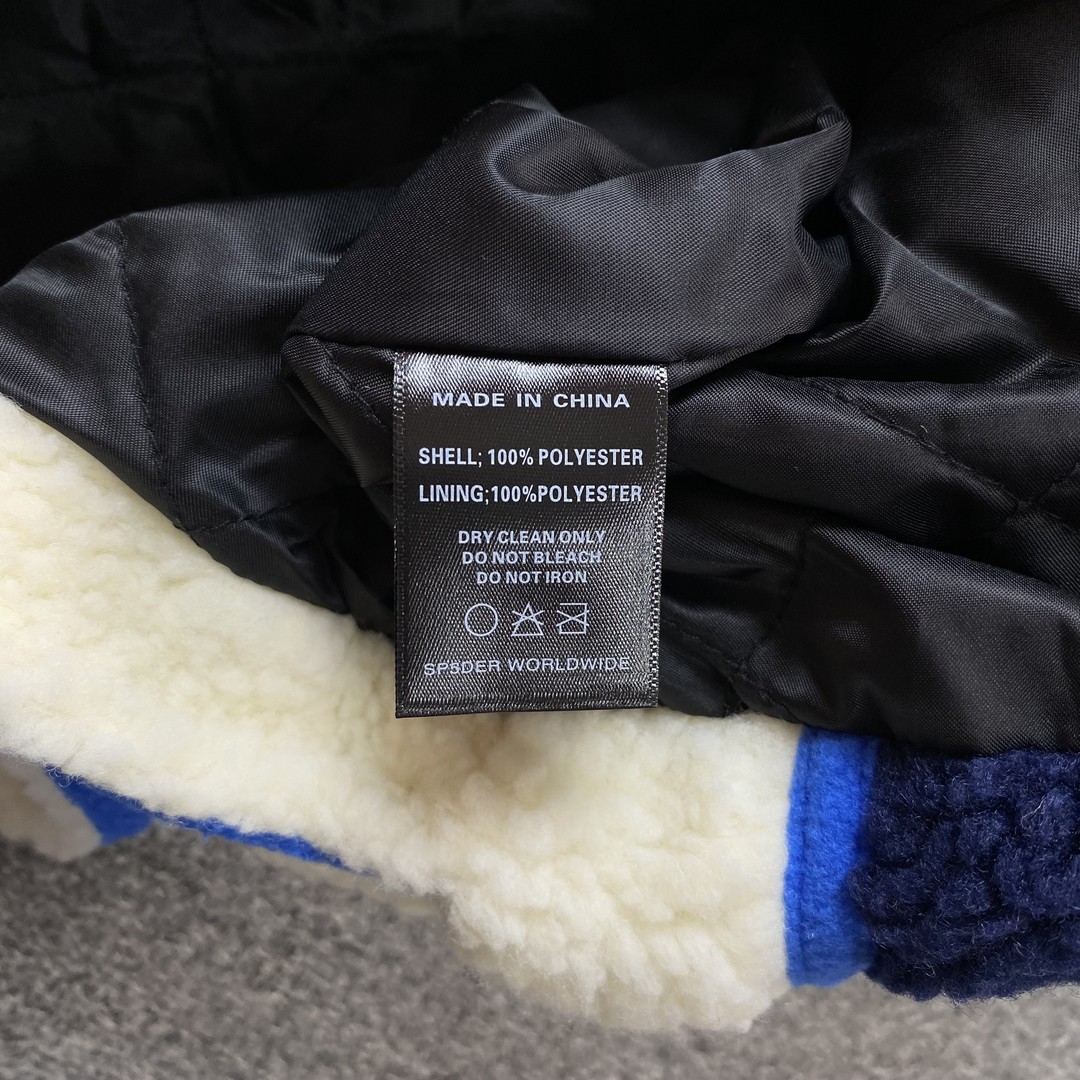 MADE IN CHINA
SHELL; 100% POLYESTER
LINING;100%POLYESTER
DRY CLEAN ONLY
DO NOT BLEACH
DO NOT IRON
SP5DER WORLDWIDE